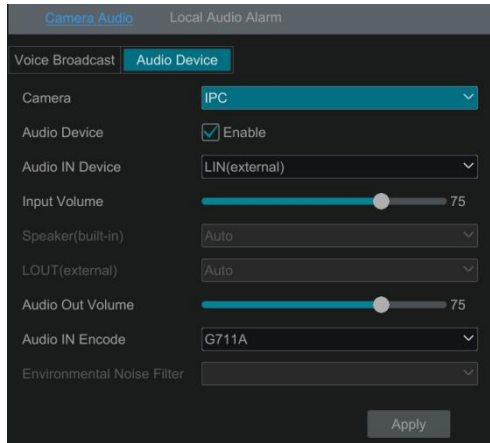 Camera Audio Local Audio Alarm
Voice Broadcast Audio Device
Camera IPC
Audio Device Enable
Audio IN Device LIN(external)
Input Volume 75
Speaker(built-in) Auto
LOUT(external) Auto
Audio Out Volume 75
Audio IN Encode G711A
Environmental Noise Filter
Apply